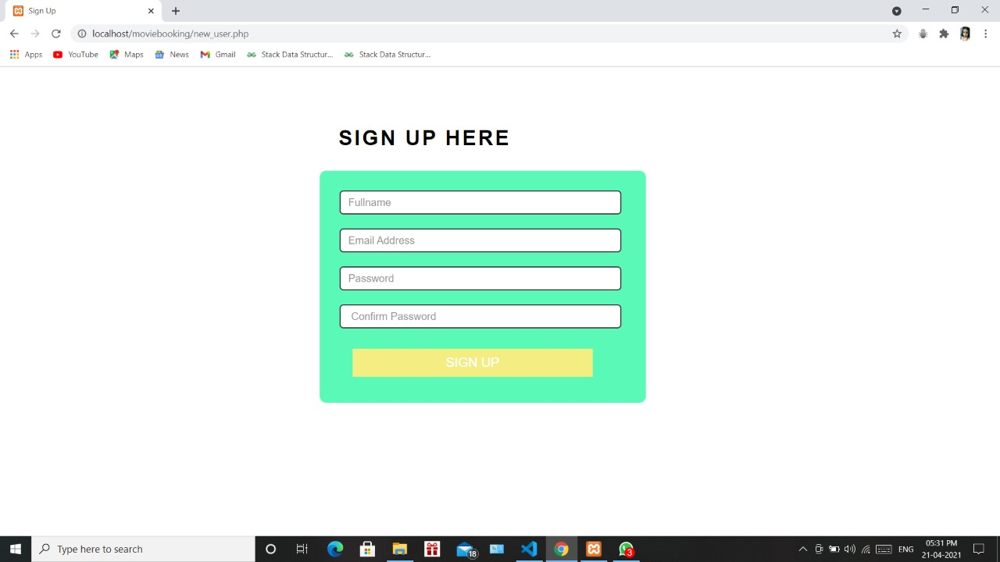 Sign Up
localhost/moviebooking/new_user.php
Apps YouTube Maps News Gmail Stack Data Structur... Stack Data Structur...
SIGN UP HERE
Fullname
Email Address
Password
Confirm Password
SIGN UP
Type here to search
18
3
ENG
05:31 PM
21-04-2021